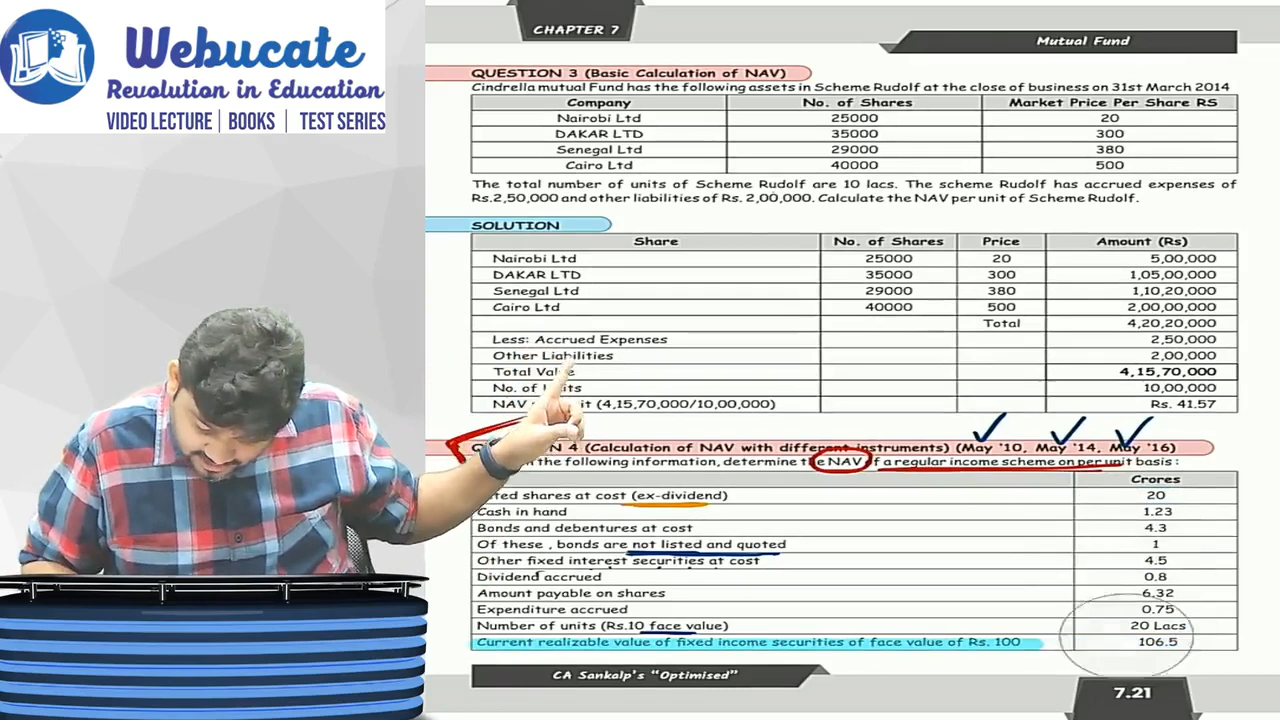 Webucate
Revolution in Education
VIDEO LECTURE | BOOKS | TEST SERIES
CHAPTER 7
Mutual Fund
QUESTION 3 (Basic Calculation of NAV)
Cindrella mutual Fund has the following assets in Scheme Rudolf at the close of business on 31st March 2014
Company No. of Shares Market Price Per Share RS
Nairobi Ltd 25000 20
DAKAR LTD 35000 300
Senegal Ltd 29000 380
Cairo Ltd 40000 500
The total number of units of Scheme Rudolf are 10 lacs. The scheme Rudolf has accrued expenses of
Rs.2,50,000 and other liabilities of Rs. 2,00,000. Calculate the NAV per unit of Scheme Rudolf.
SOLUTION
Share No. of Shares Price Amount (Rs)
Nairobi Ltd 25000 20 5,00,000
DAKAR LTD 35000 300 1,05,00,000
Senegal Ltd 29000 380 1,10,20,000
Cairo Ltd 40000 500 2,00,00,000
Total 4,20,20,000
Less: Accrued Expenses 2,50,000
Other Liabilities 2,00,000
Total Value 4,15,70,000
No. of Units 10,00,000
NAV (4,15,70,000/10,00,000) Rs. 41.57
4 (Calculation of NAV with different instruments) (May '10, May '14, May '16)
the following information, determine the NAV of a regular income scheme on per unit basis :
Crores
shares at cost (ex-dividend) 20
Cash in hand 1.23
Bonds and debentures at cost 4.3
Of these , bonds are not listed and quoted 1
Other fixed interest securities at cost 4.5
Dividend accrued 0.8
Amount payable on shares 6.32
Expenditure accrued 0.75
Number of units (Rs.10 face value) 20 Lacs
Current realizable value of fixed income securities of face value of Rs. 100 106.5
CA Sankalp's "Optimised"
7.21